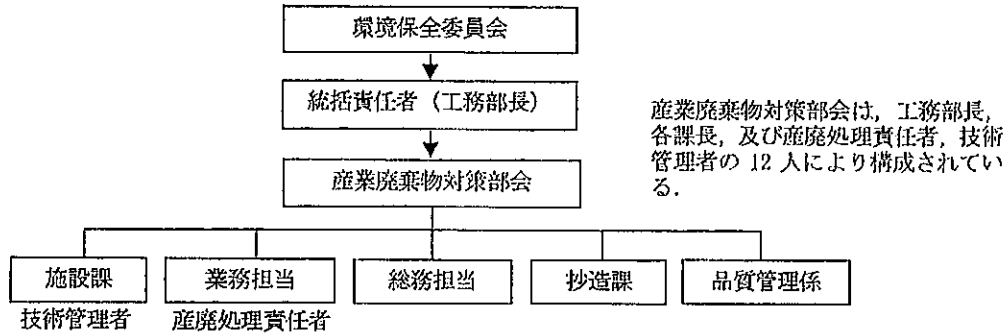 環境保全委員会
統括責任者（工務部長）
産業廃棄物対策部会は，工務部長，
各課長，及び産廃処理責任者，技術
管理者の 12 人により構成されてい
る．
産業廃棄物対策部会
施設課
業務担当
総務担当
抄造課
品質管理係
技術管理者
産廃処理責任者